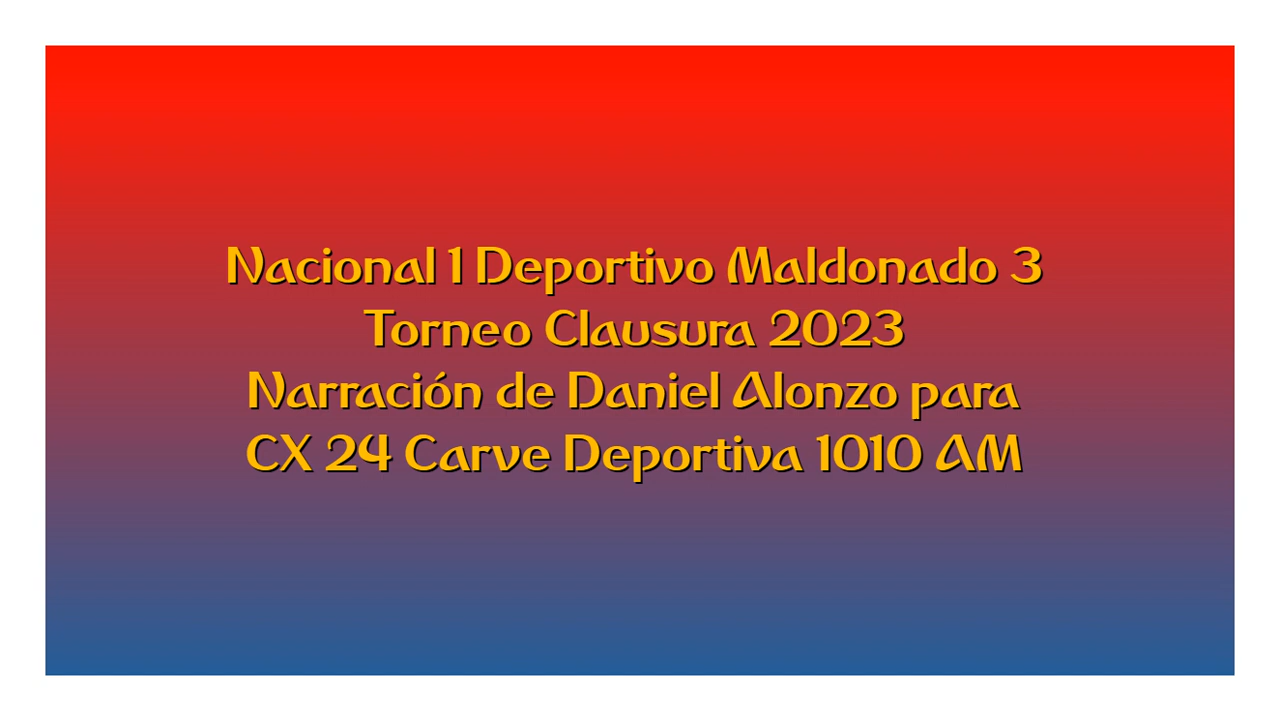 Nacional 1 Deportivo Maldonado 3
Torneo Clausura 2023
Narración de Daniel Alonzo para
CX 24 Carve Deportiva 1010 AM